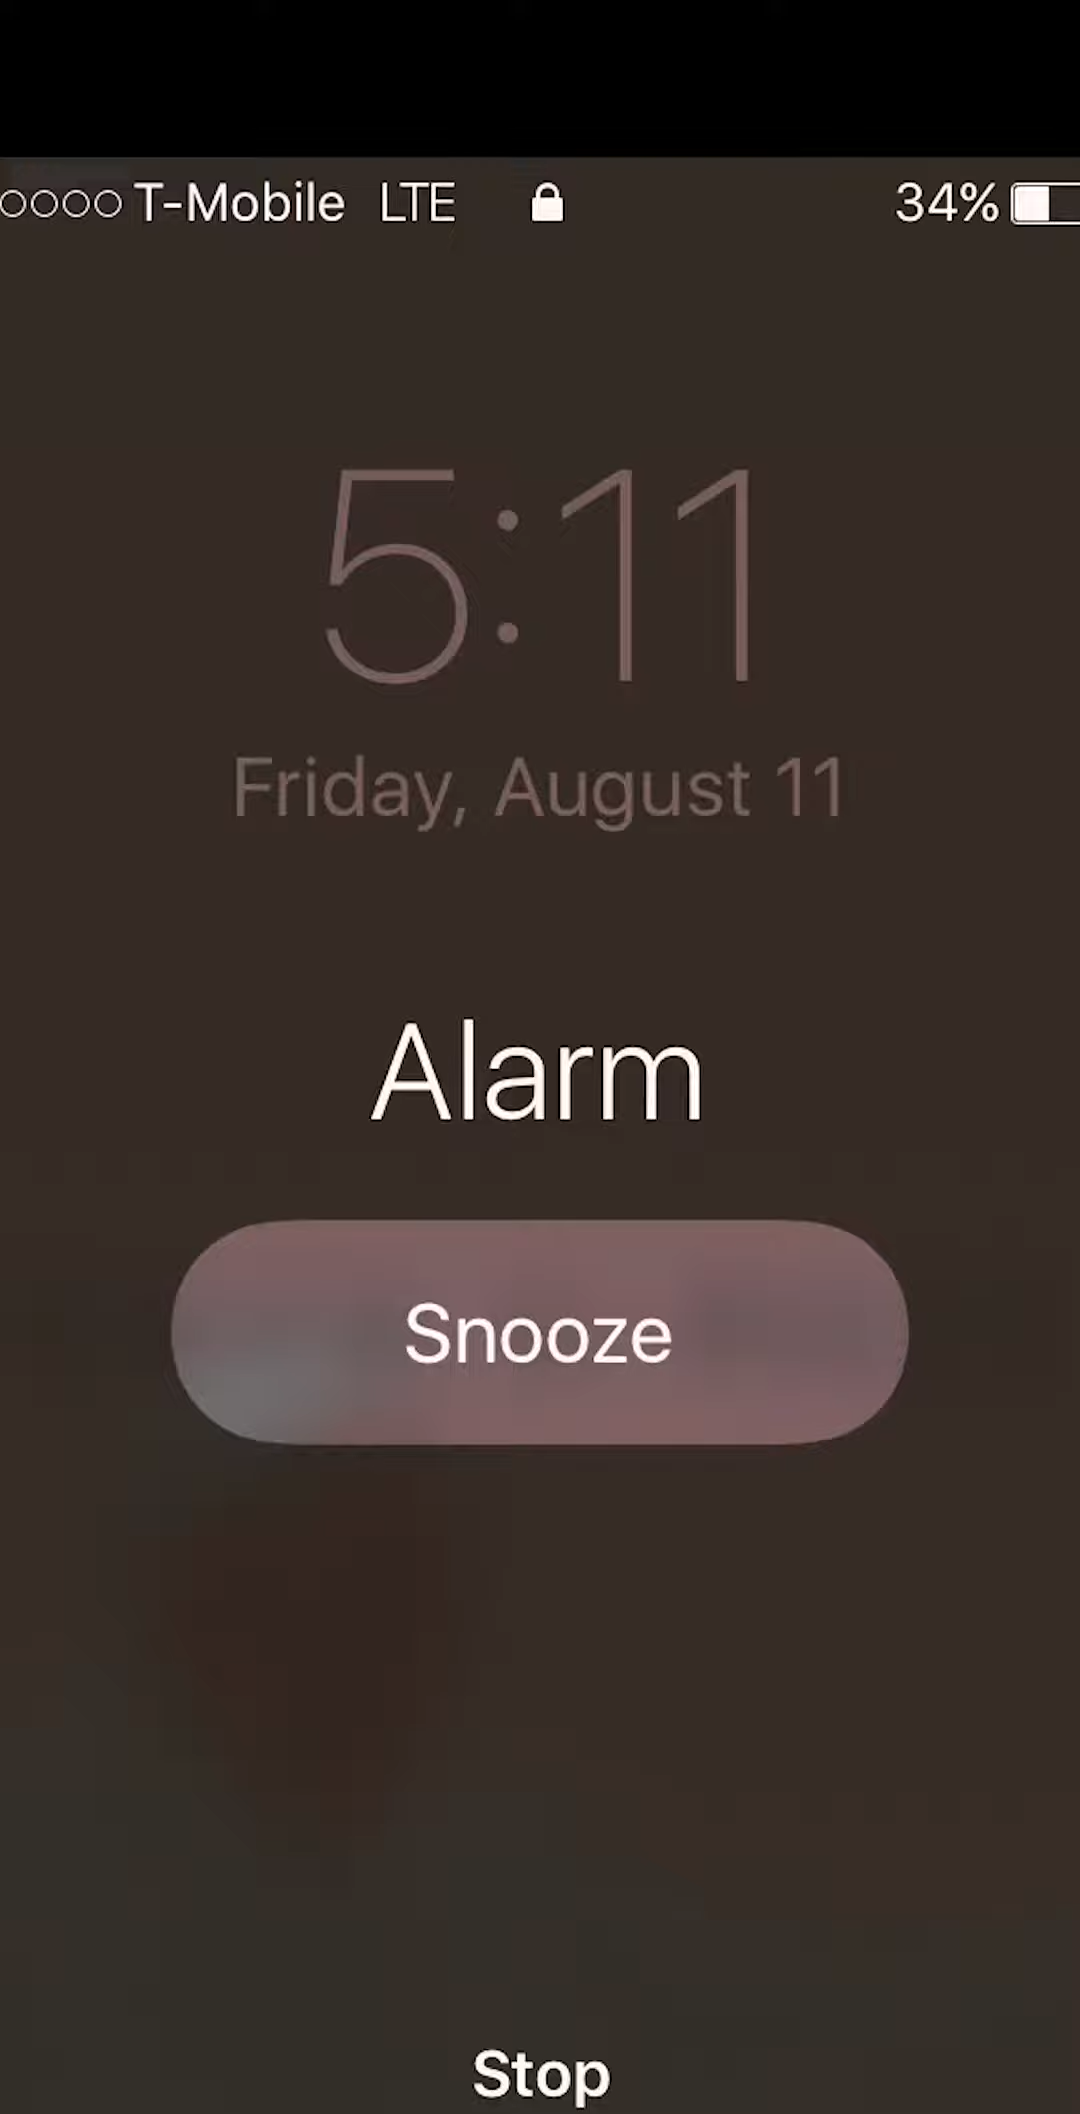 T-Mobile LTE 34%
5:11
Friday, August 11
Alarm
Snooze
Stop